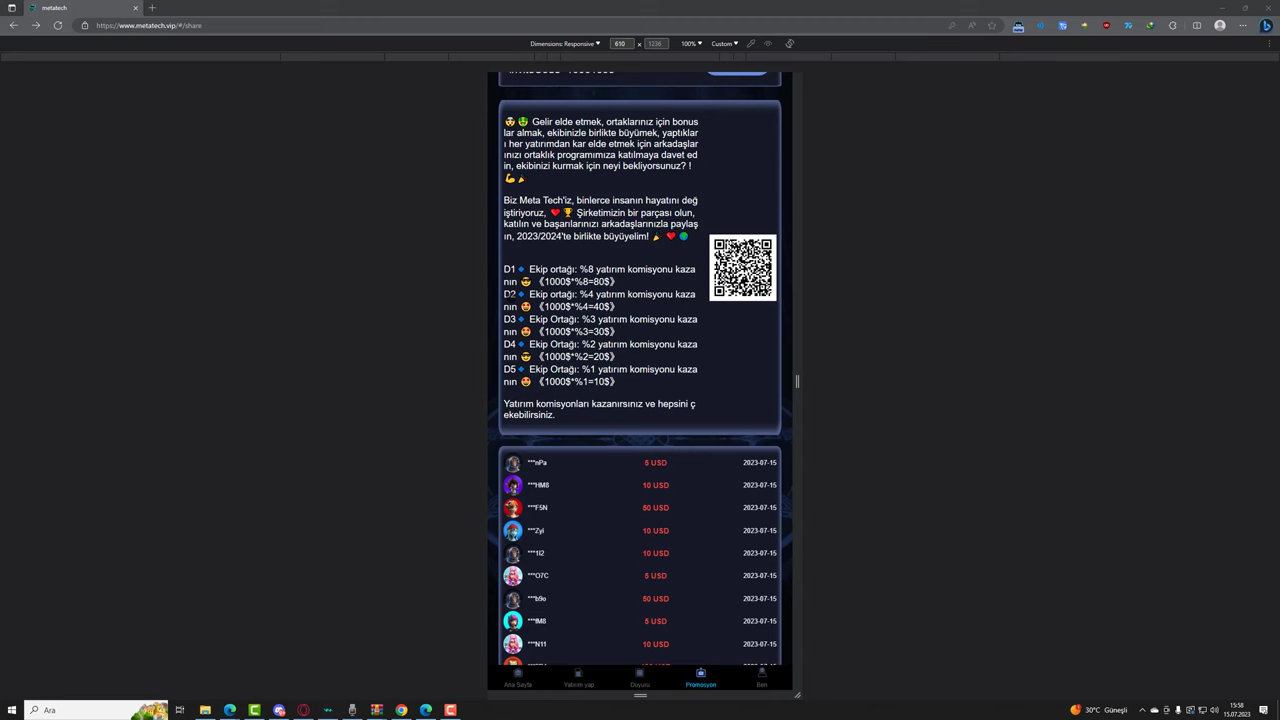 metatech
https://www.metatech.vip/#/share
Dimensions: Responsive
610 × 1236
100%
Custom
🤯 🤑 Gelir elde etmek, ortaklarınız için bonus
lar almak, ekibinizle birlikte büyümek, yaptıklar
ı her yatırımdan kar elde etmek için arkadaşlar
ınızı ortaklık programımıza katılmaya davet ed
in, ekibinizi kurmak için neyi bekliyorsunuz? !
💪🎉
Biz Meta Tech'iz, binlerce insanın hayatını değ
iştiriyoruz, ❤️ 🏆 Şirketimizin bir parçası olun,
katılın ve başarılarınızı arkadaşlarınızla paylaş
ın, 2023/2024'te birlikte büyüyelim! 🎉 ❤️ 🌍
D1🔹 Ekip ortağı: %8 yatırım komisyonu kaza
nın 😎 《1000$*%8=80$》
D2🔹 Ekip ortağı: %4 yatırım komisyonu kaza
nın 🤩 《1000$*%4=40$》
D3🔹 Ekip Ortağı: %3 yatırım komisyonu kaza
nın 🤩 《1000$*%3=30$》
D4🔹 Ekip Ortağı: %2 yatırım komisyonu kaza
nın 😎 《1000$*%2=20$》
D5🔹 Ekip Ortağı: %1 yatırım komisyonu kaza
nın 🤩 《1000$*%1=10$》
Yatırım komisyonları kazanırsınız ve hepsini ç
ekebilirsiniz.
***nPa 5 USD 2023-07-15
***HM8 10 USD 2023-07-15
***F5N 50 USD 2023-07-15
***Zyi 10 USD 2023-07-15
***1I2 10 USD 2023-07-15
***O7C 5 USD 2023-07-15
***b9o 50 USD 2023-07-15
***fM8 5 USD 2023-07-15
***N11 10 USD 2023-07-15
Ana Sayfa
Yatırım yap
Duyuru
Promosyon
Ben
Ara
30°C Güneşli
15:58
15.07.2023